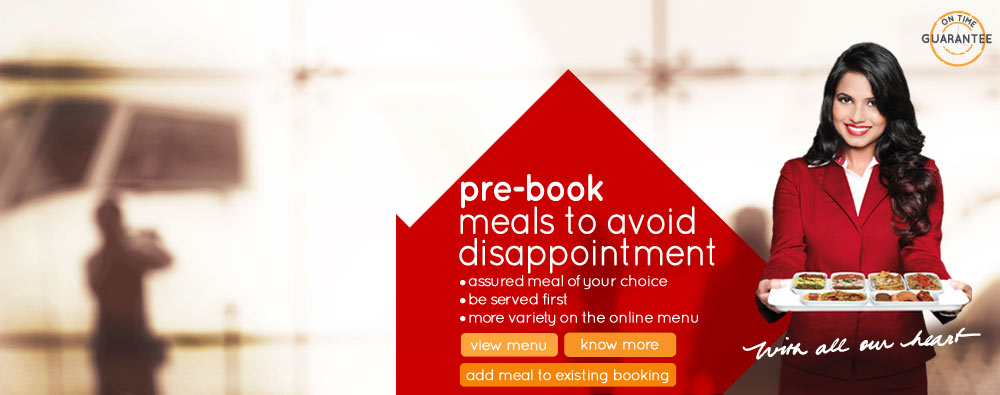 ON TIME
GUARANTEE
pre-book
meals to avoid
disappointment
• assured meal of your choice
• be served first
• more variety on the online menu
view menu
know more
add meal to existing booking
With all our heart